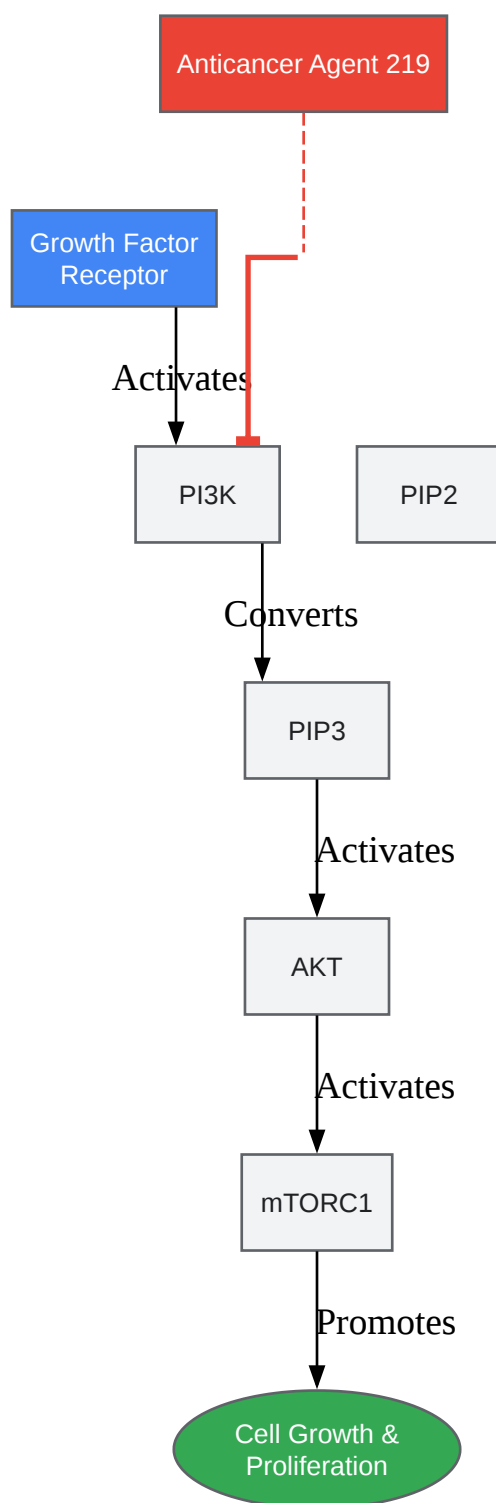 Anticancer Agent 219
Growth Factor
Receptor
Activates
PI3K
PIP2
Converts
PIP3
Activates
AKT
Activates
mTORC1
Promotes
Cell Growth &
Proliferation